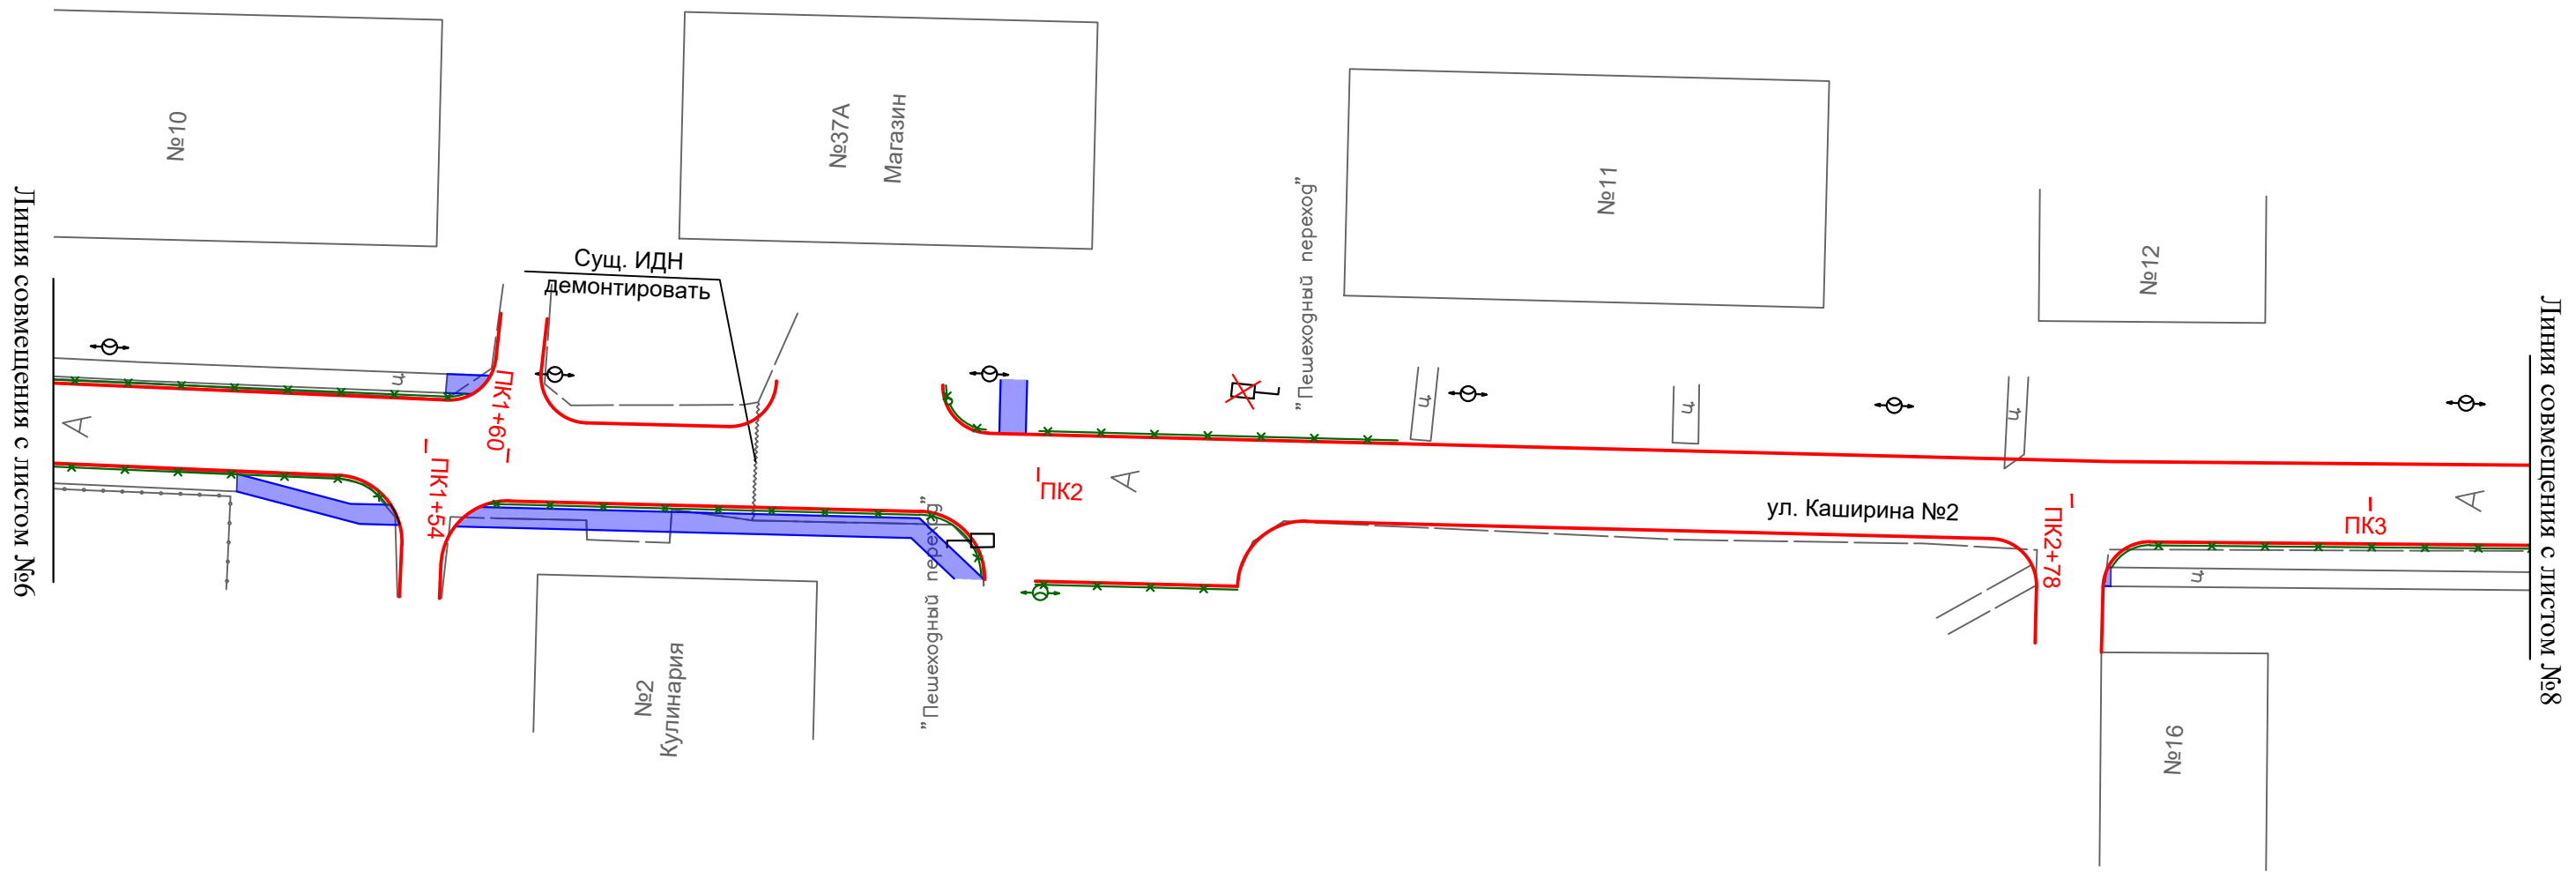 Линия совмещения с листом №6
№10
№37А
Магазин
№11
№12
"Пешеходный переход"
Сущ. ИДН
демонтировать
ц
ц
ц
ц
ПК1+60
ПК1+54
А
ПК2
А
ул. Каширина №2
ПК2+78
ПК3
А
ц
"Пешеходный переход"
№2
Кулинария
№16
Линия совмещения с листом №8